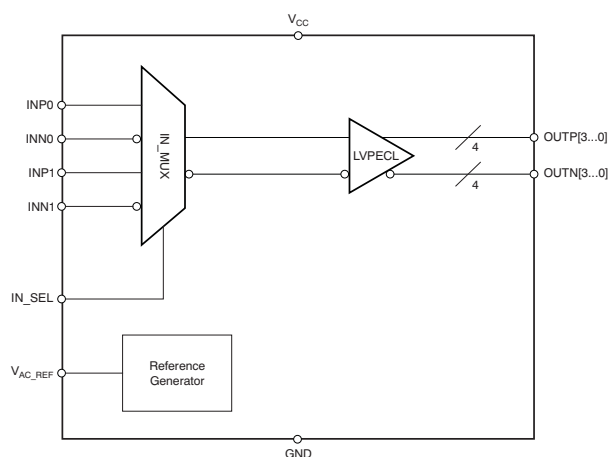 VCC
INP0
INN0
INP1
INN1
IN_MUX
LVPECL
4
OUTP[3...0]
4
OUTN[3...0]
IN_SEL
VAC_REF
Reference
Generator
GND